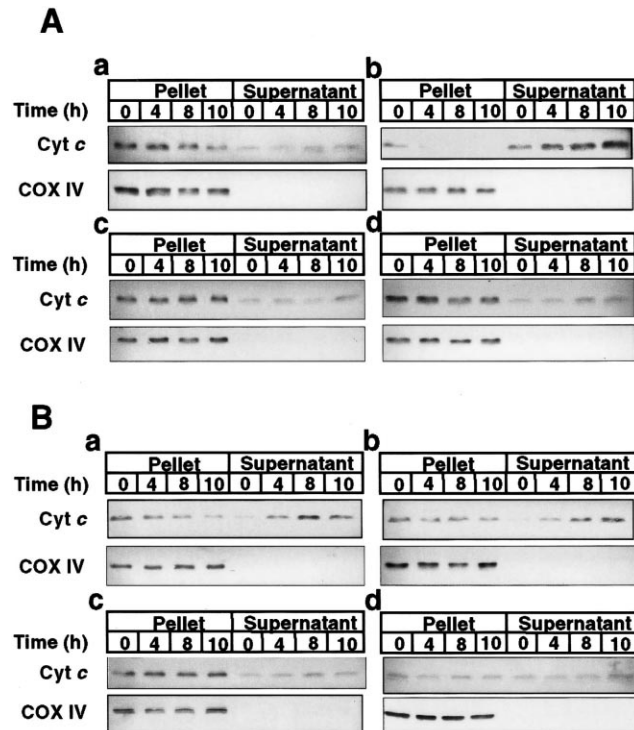 A
a b
Pellet Supernatant Pellet Supernatant
Time (h) 0 4 8 10 0 4 8 10 0 4 8 10 0 4 8 10
Cyt c
COX IV
c d
Pellet Supernatant Pellet Supernatant
Time (h) 0 4 8 10 0 4 8 10 0 4 8 10 0 4 8 10
Cyt c
COX IV
B
a b
Pellet Supernatant Pellet Supernatant
Time (h) 0 4 8 10 0 4 8 10 0 4 8 10 0 4 8 10
Cyt c
COX IV
c d
Pellet Supernatant Pellet Supernatant
Time (h) 0 4 8 10 0 4 8 10 0 4 8 10 0 4 8 10
Cyt c
COX IV